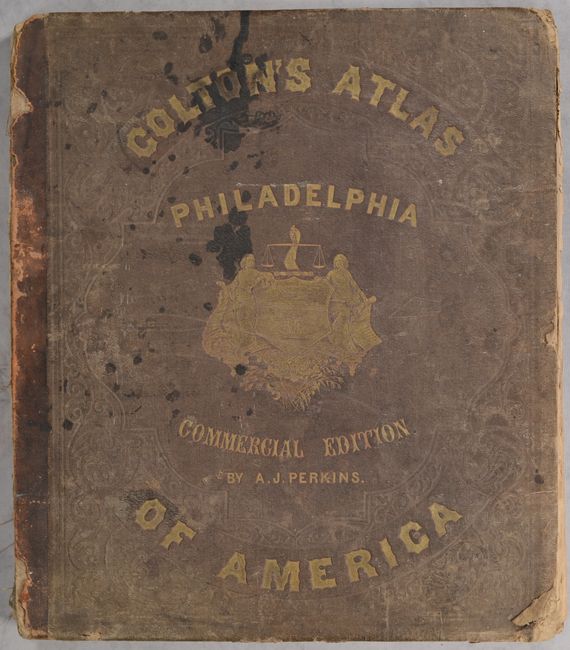 COLTON'S ATLAS
PHILADELPHIA
COMMERCIAL EDITION
BY A. J. PERKINS.
OF AMERICA